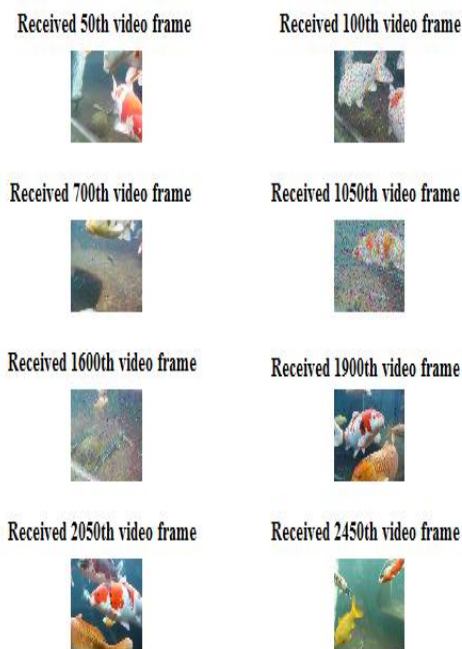 Received 50th video frame
Received 100th video frame
Received 700th video frame
Received 1050th video frame
Received 1600th video frame
Received 1900th video frame
Received 2050th video frame
Received 2450th video frame